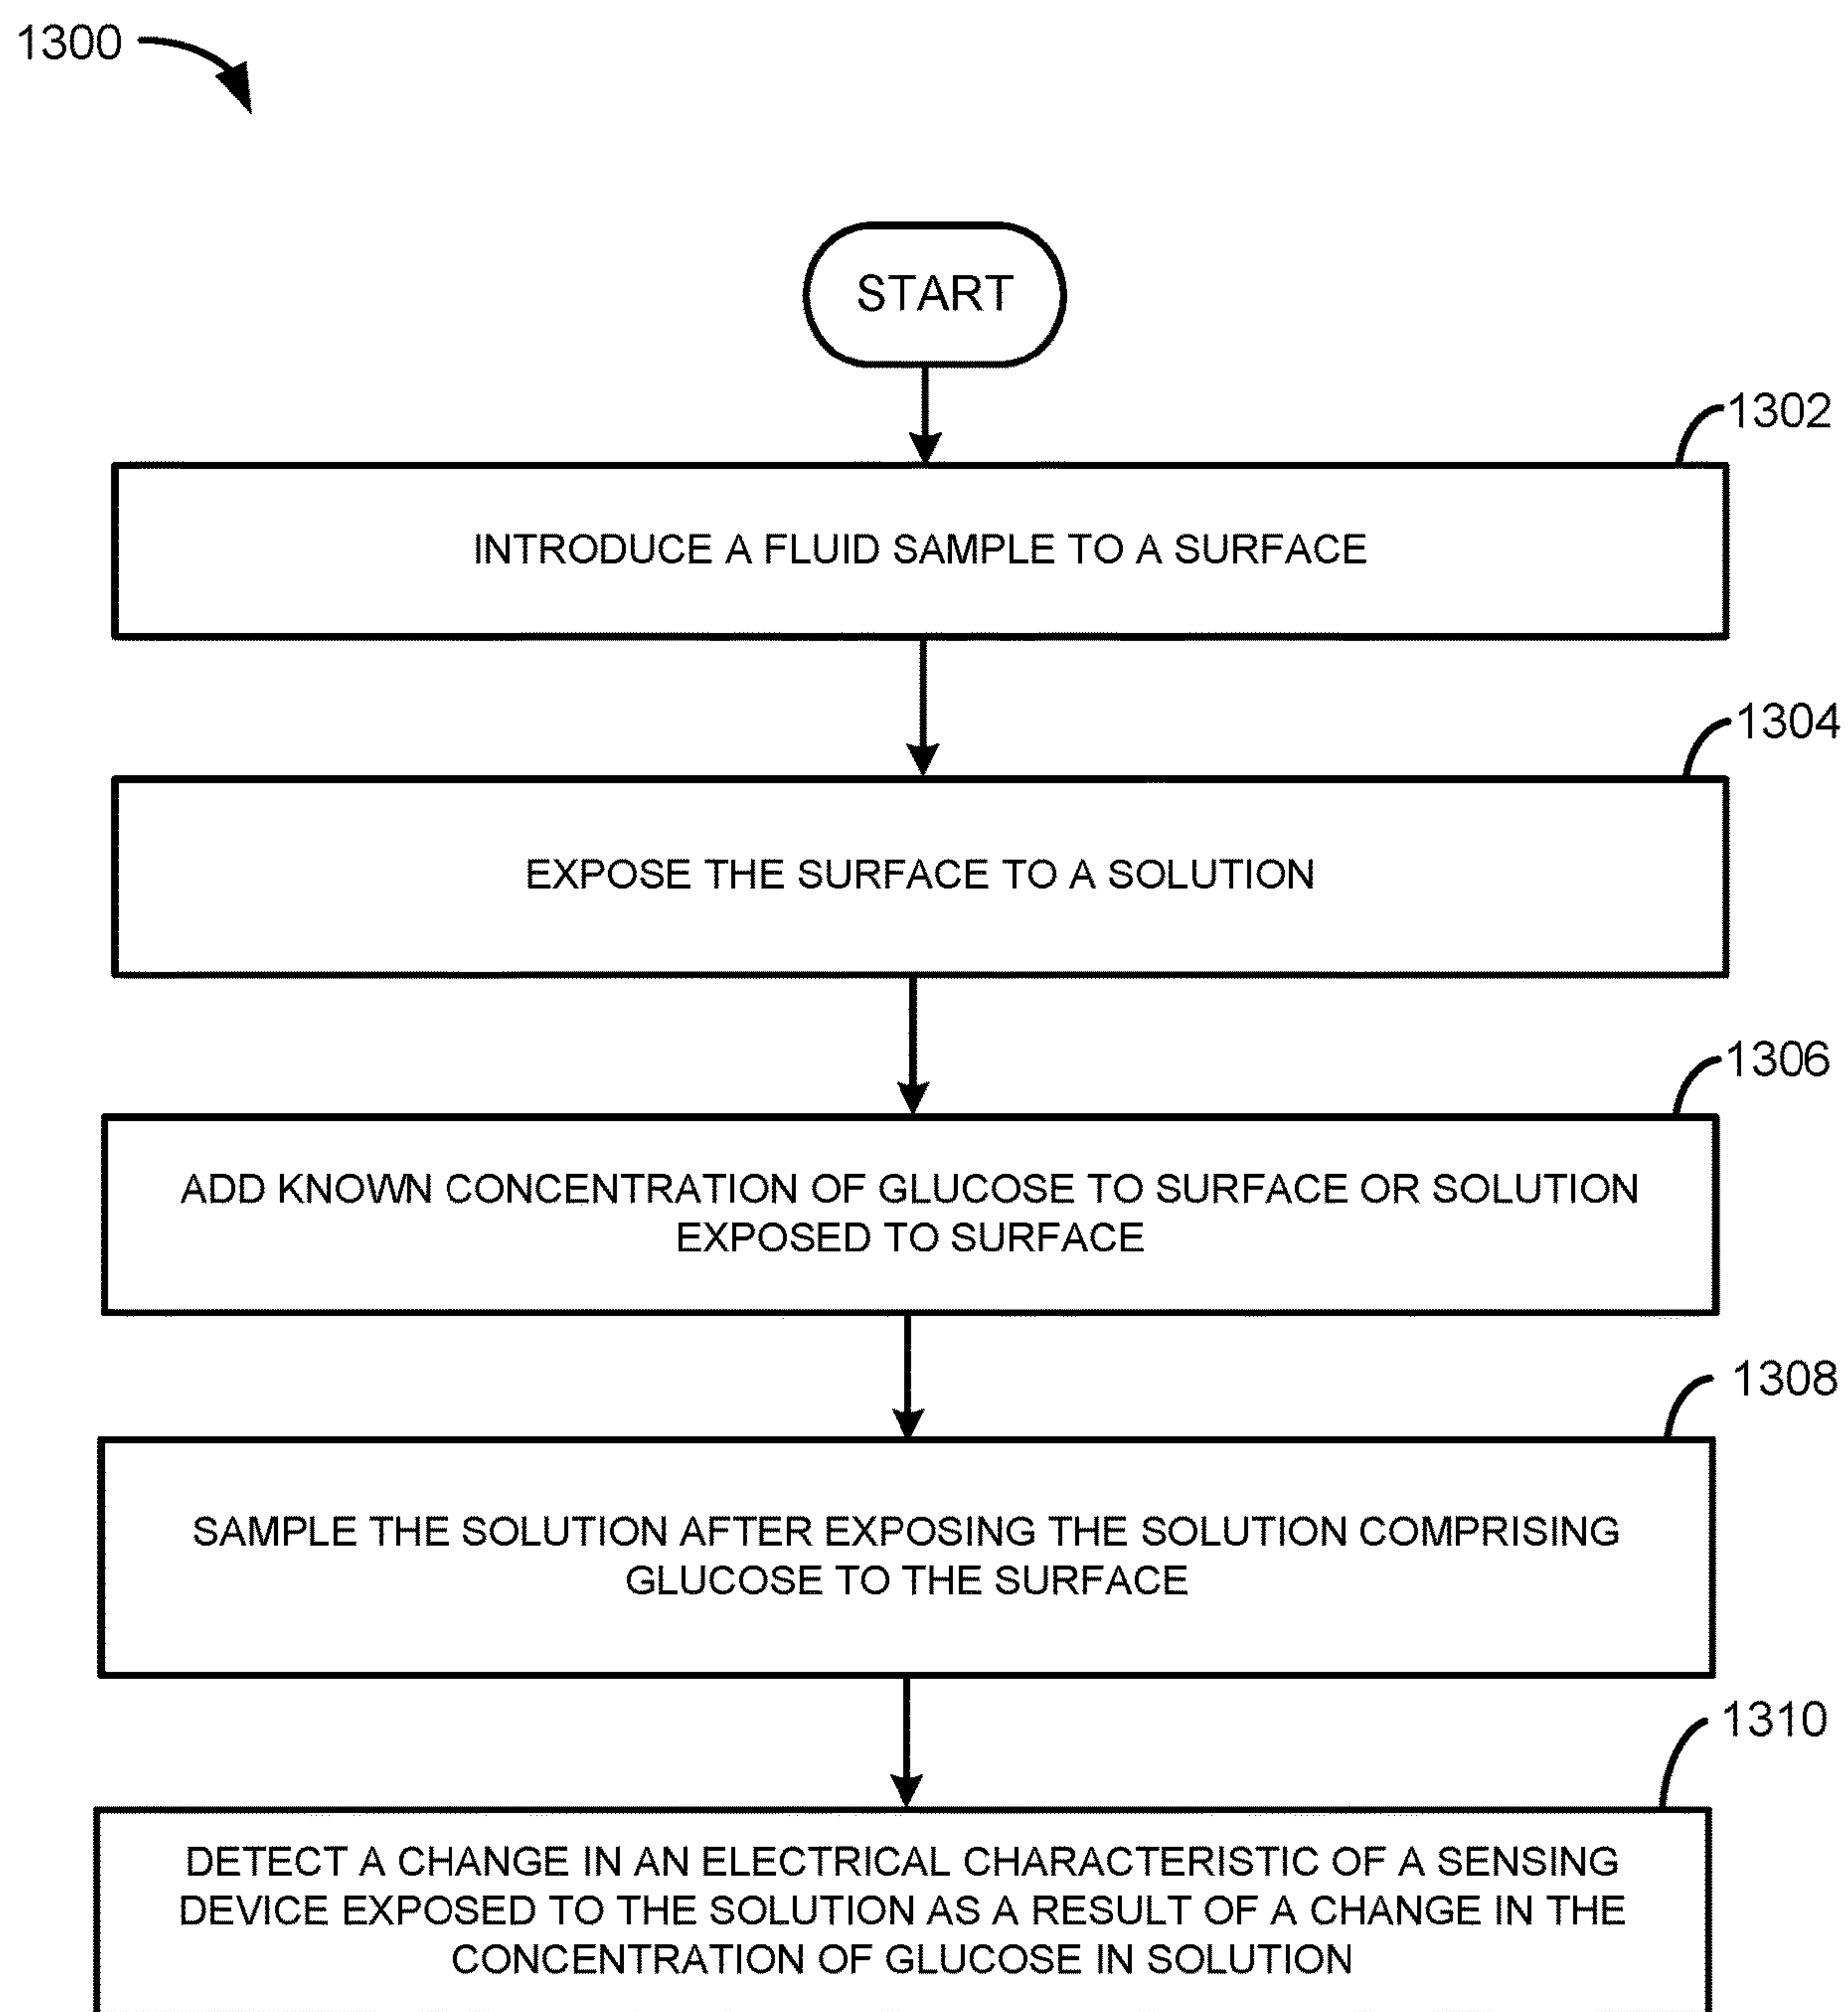 1300
START
1302
INTRODUCE A FLUID SAMPLE TO A SURFACE
1304
EXPOSE THE SURFACE TO A SOLUTION
1306
ADD KNOWN CONCENTRATION OF GLUCOSE TO SURFACE OR SOLUTION
EXPOSED TO SURFACE
1308
SAMPLE THE SOLUTION AFTER EXPOSING THE SOLUTION COMPRISING
GLUCOSE TO THE SURFACE
1310
DETECT A CHANGE IN AN ELECTRICAL CHARACTERISTIC OF A SENSING
DEVICE EXPOSED TO THE SOLUTION AS A RESULT OF A CHANGE IN THE
CONCENTRATION OF GLUCOSE IN SOLUTION